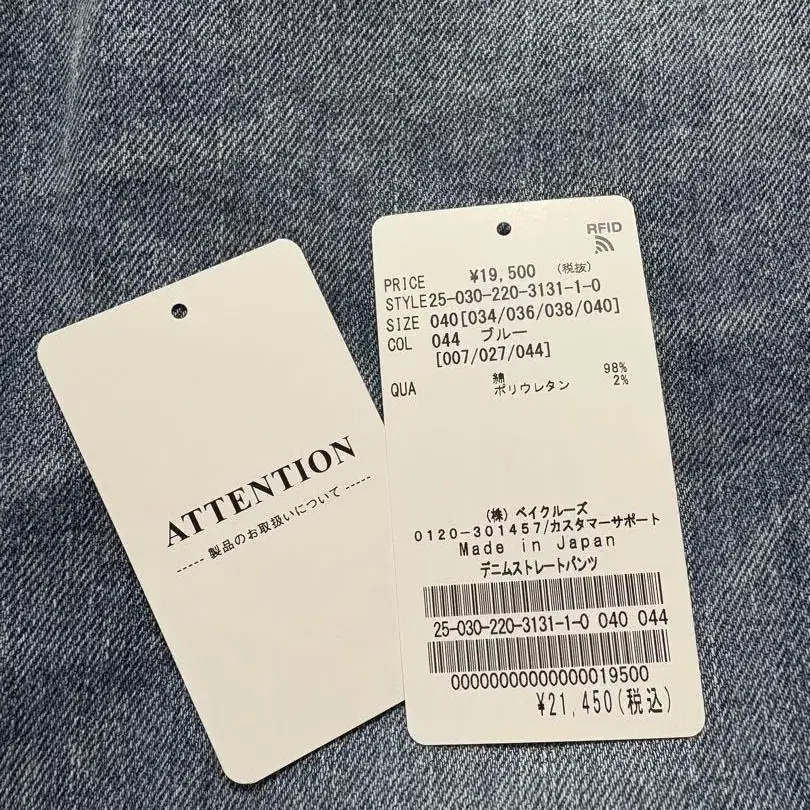 ATTENTION
----- 製品のお取扱いについて -----
RFID
PRICE ¥19,500 (税抜)
STYLE25-030-220-3131-1-0
SIZE 040[034/036/038/040]
COL 044 ブルー
[007/027/044]
QUA 綿 98%
ポリウレタン 2%
(株) ベイクルーズ
0120-301457/カスタマーサポート
Made in Japan
デニムストレートパンツ
25-030-220-3131-1-0 040 044
00000000000000019500
¥21,450(税込)